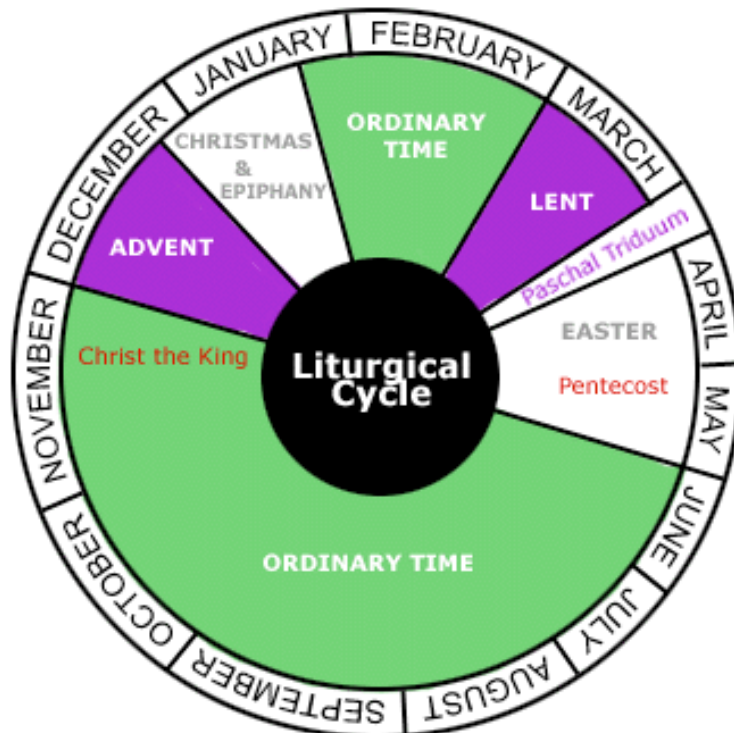 JANUARY
FEBRUARY
MARCH
APRIL
MAY
JUNE
JULY
AUGUST
SEPTEMBER
OCTOBER
NOVEMBER
DECEMBER
CHRISTMAS
&
EPIPHANY
ORDINARY
TIME
LENT
Paschal Triduum
EASTER
Pentecost
ORDINARY TIME
Christ the King
ADVENT
Liturgical
Cycle